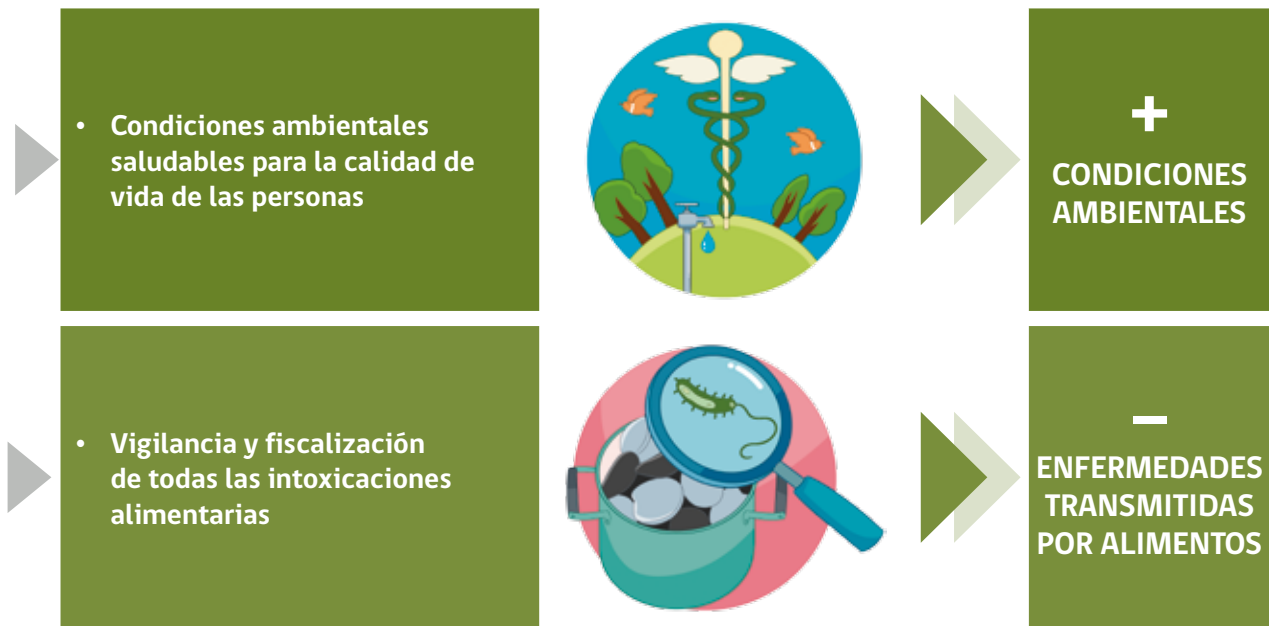 • Condiciones ambientales
saludables para la calidad de
vida de las personas
+
CONDICIONES
AMBIENTALES
• Vigilancia y fiscalización
de todas las intoxicaciones
alimentarias
–
ENFERMEDADES
TRANSMITIDAS
POR ALIMENTOS